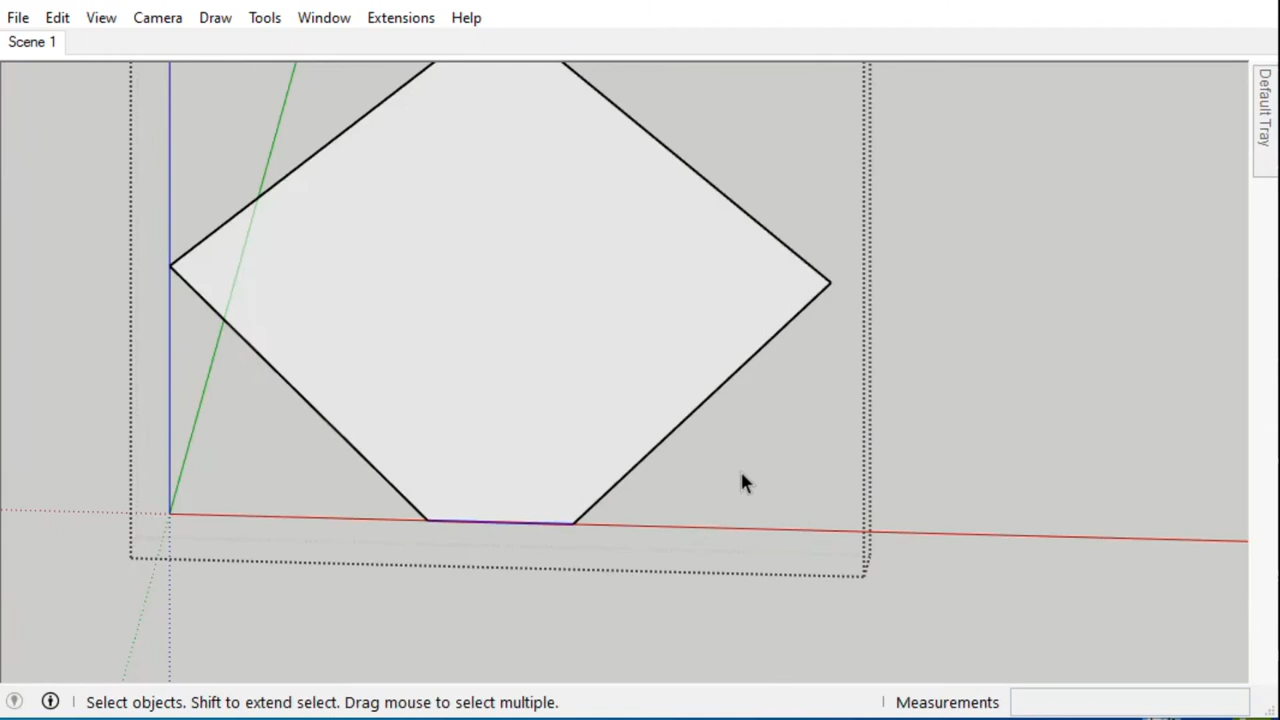 File Edit View Camera Draw Tools Window Extensions Help
Scene 1
Default Tray
Select objects. Shift to extend select. Drag mouse to select multiple.
Measurements